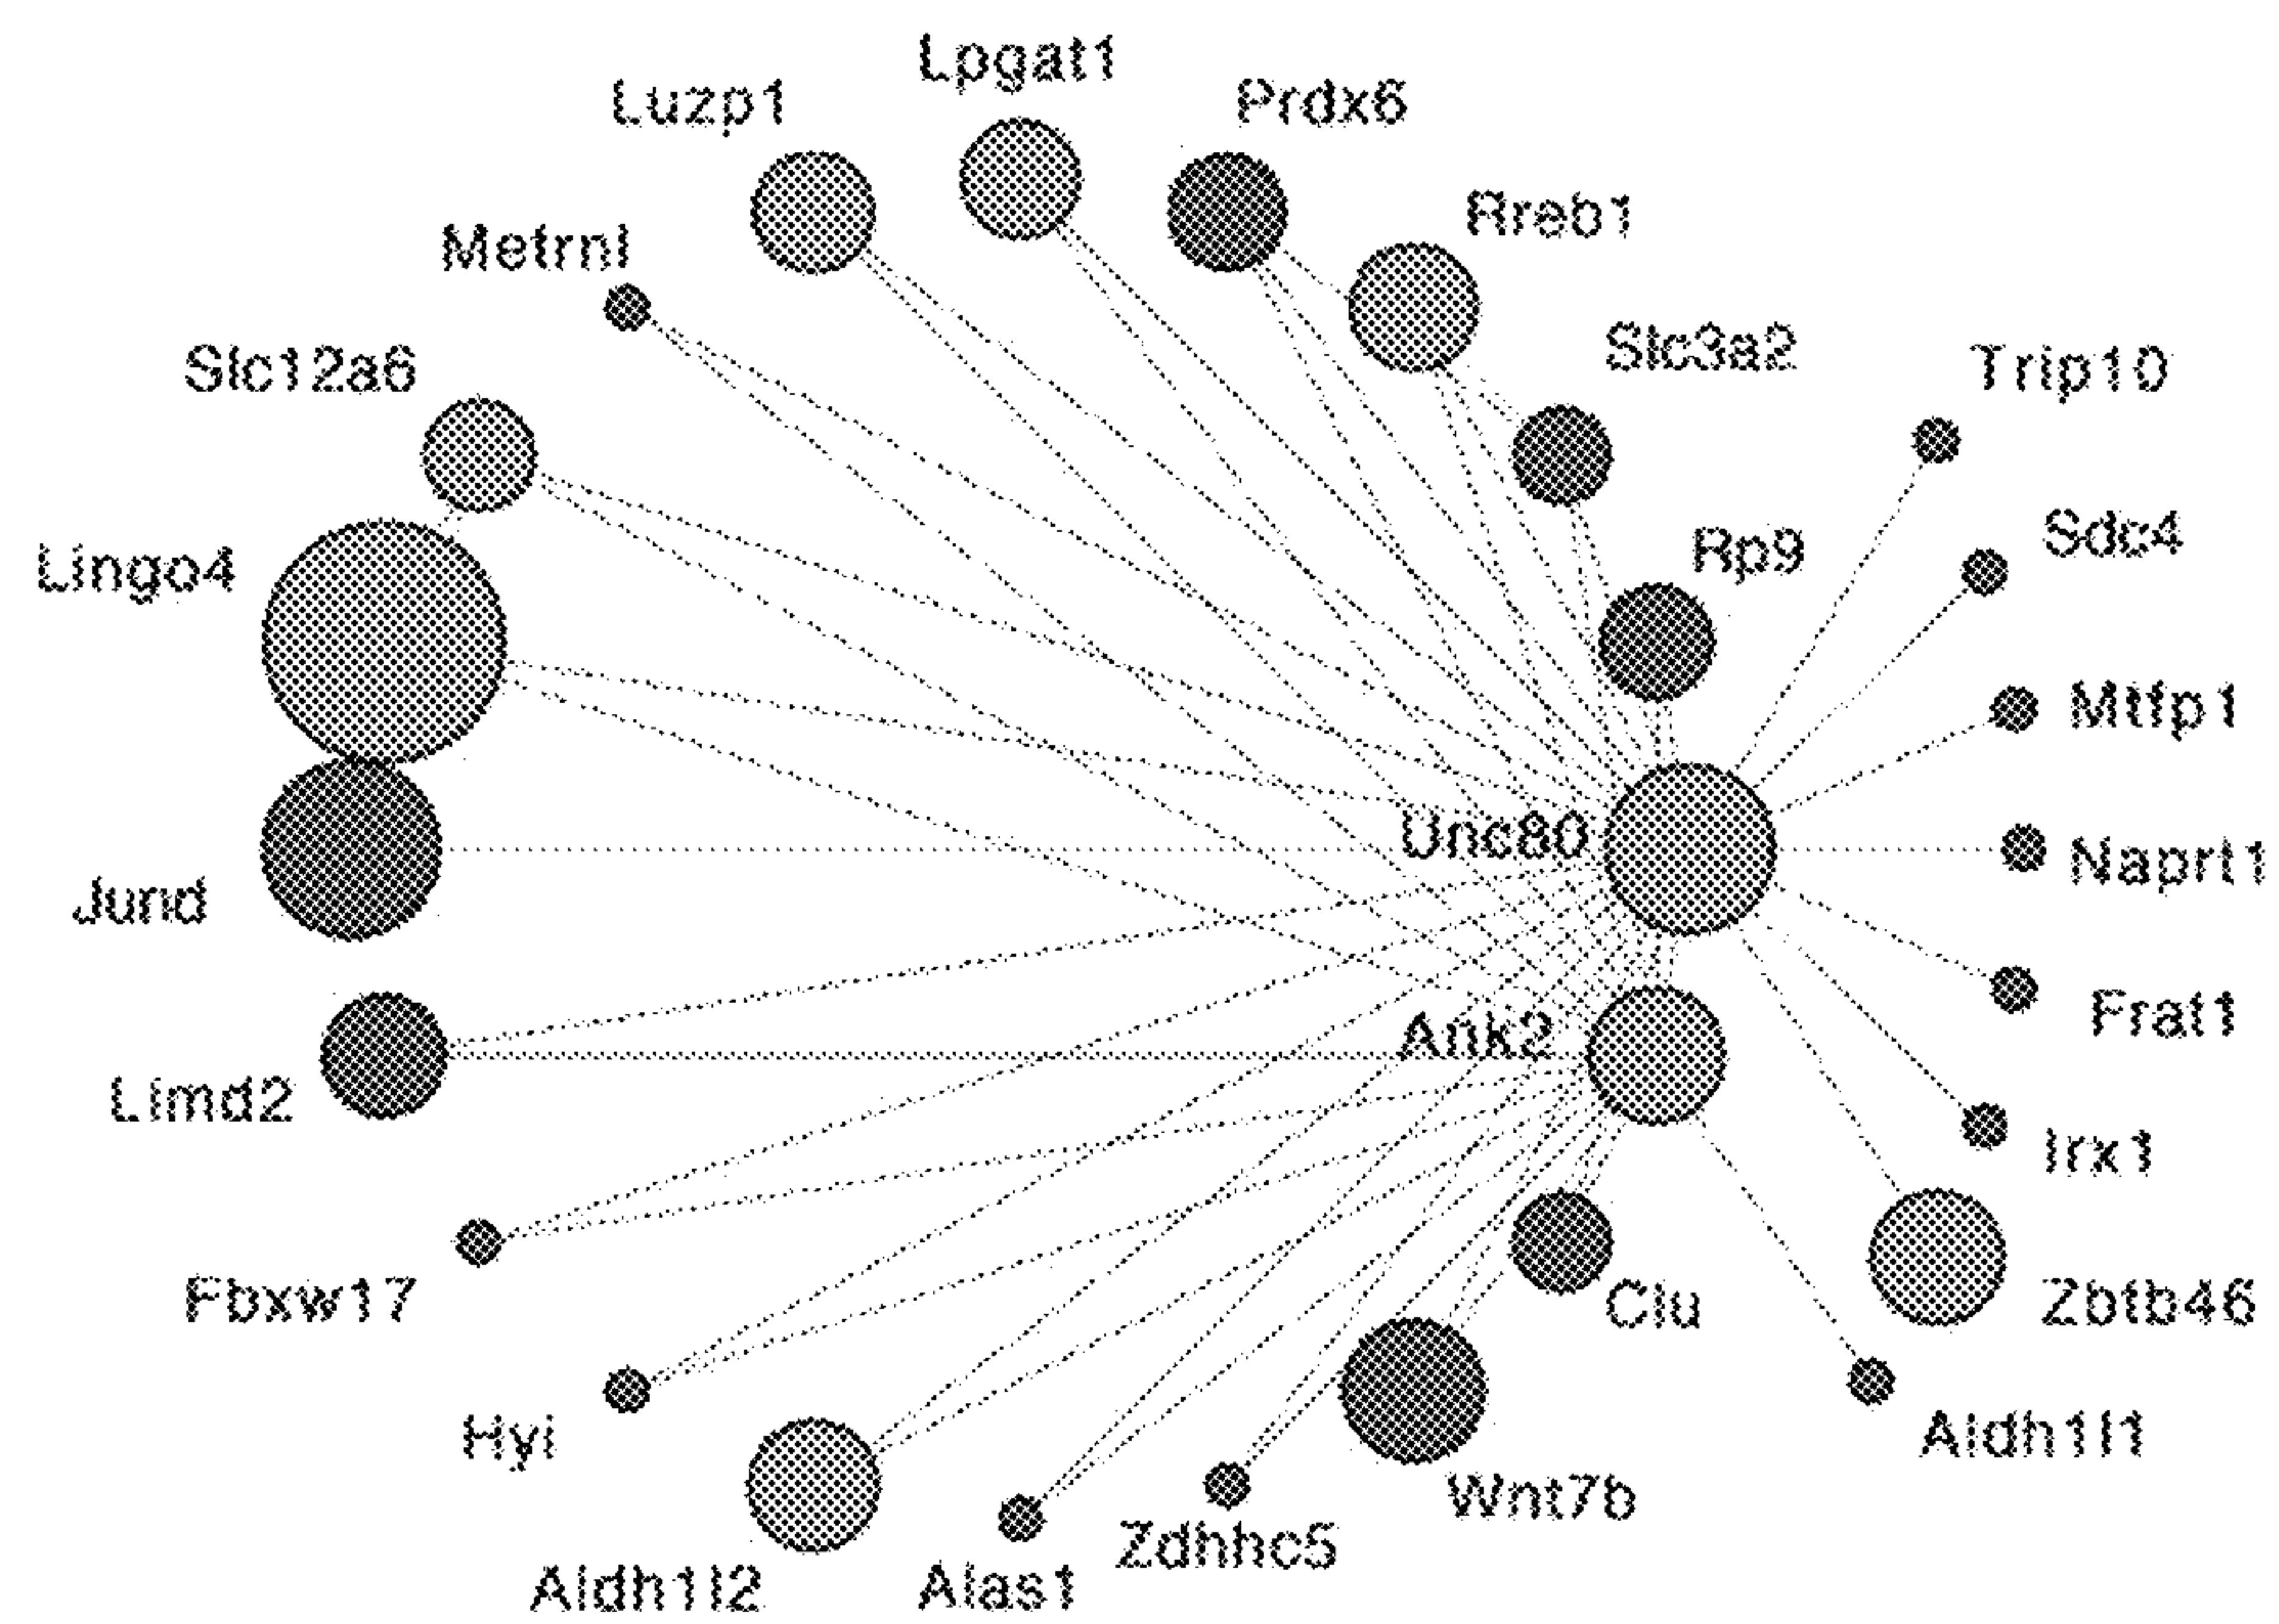 Lpgat1
Luzp1
Prdx6
Rreb1
Metrnl
Slc3a2
Slc12a6
Trip10
Sdc4
Rp9
Lingo4
Mtfp1
Unc80
Naprt1
Jund
Frat1
Ank2
Limd2
Irx1
Fbxw17
Clu
Zbtb46
Hyi
Aldh1l1
Wnt7b
Zdhhc5
Aldh1l2
Alas1